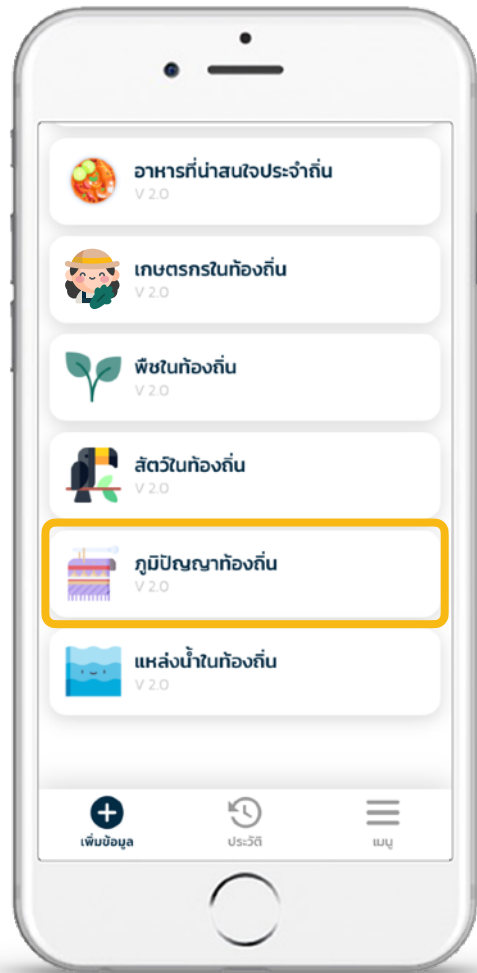 อาหารที่น่าสนใจประจำถิ่น
V 2.0
เกษตรกรในท้องถิ่น
V 2.0
พืชในท้องถิ่น
V 2.0
สัตว์ในท้องถิ่น
V 2.0
ภูมิปัญญาท้องถิ่น
V 2.0
แหล่งน้ำในท้องถิ่น
V 2.0
เพิ่มข้อมูล
ประวัติ
เมนู